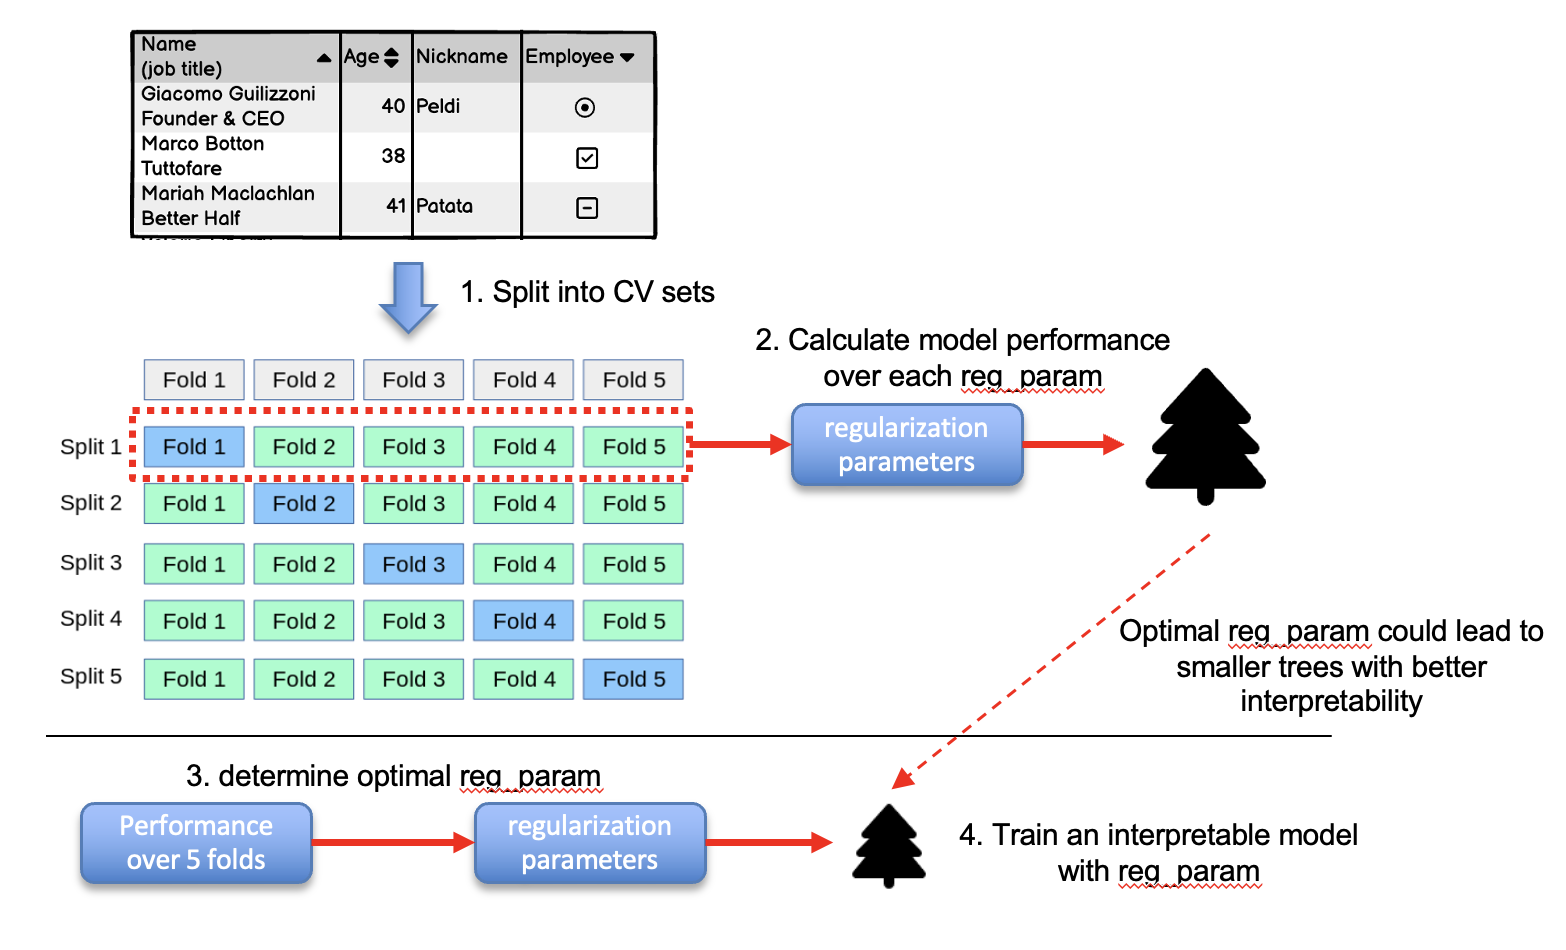 Name
(job title)
Age
Nickname
Employee
Giacomo Guilizzoni
Founder & CEO
40
Peldi
Marco Botton
Tuttofare
38
Mariah Maclachlan
Better Half
41
Patata
1. Split into CV sets
2. Calculate model performance
over each reg_param
Fold 1 Fold 2 Fold 3 Fold 4 Fold 5
Split 1 Fold 1 Fold 2 Fold 3 Fold 4 Fold 5
regularization
parameters
Split 2 Fold 1 Fold 2 Fold 3 Fold 4 Fold 5
Split 3 Fold 1 Fold 2 Fold 3 Fold 4 Fold 5
Split 4 Fold 1 Fold 2 Fold 3 Fold 4 Fold 5
Split 5 Fold 1 Fold 2 Fold 3 Fold 4 Fold 5
Optimal reg_param could lead to
smaller trees with better
interpretability
3. determine optimal reg_param
Performance
over 5 folds
regularization
parameters
4. Train an interpretable model
with reg_param